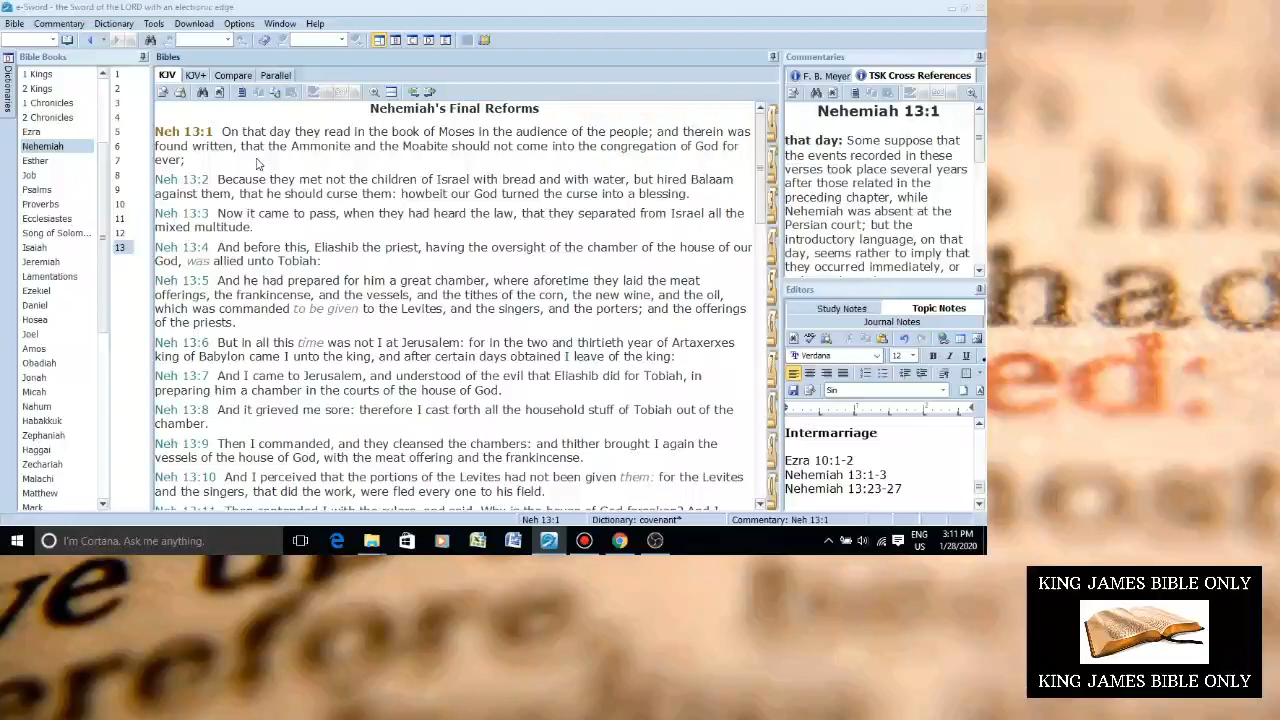 e-Sword - the Sword of the LORD with an electronic edge
Bible Commentary Dictionary Tools Download Options Window Help
Dictionaries
Bible Books
1 Kings
2 Kings
1 Chronicles
2 Chronicles
Ezra
Nehemiah
Esther
Job
Psalms
Proverbs
Ecclesiastes
Song of Solom...
Isaiah
Jeremiah
Lamentations
Ezekiel
Daniel
Hosea
Joel
Amos
Obadiah
Jonah
Micah
Nahum
Habakkuk
Zephaniah
Haggai
Zechariah
Malachi
Matthew
Mark
1
2
3
4
5
6
7
8
9
10
11
12
13
Bibles
KJV KJV+ Compare Parallel
Nehemiah's Final Reforms
Neh 13:1 On that day they read in the book of Moses in the audience of the people; and therein was
found written, that the Ammonite and the Moabite should not come into the congregation of God for
ever;
Neh 13:2 Because they met not the children of Israel with bread and with water, but hired Balaam
against them, that he should curse them: howbeit our God turned the curse into a blessing.
Neh 13:3 Now it came to pass, when they had heard the law, that they separated from Israel all the
mixed multitude.
Neh 13:4 And before this, Eliashib the priest, having the oversight of the chamber of the house of our
God, was allied unto Tobiah:
Neh 13:5 And he had prepared for him a great chamber, where aforetime they laid the meat
offerings, the frankincense, and the vessels, and the tithes of the corn, the new wine, and the oil,
which was commanded to be given to the Levites, and the singers, and the porters; and the offerings
of the priests.
Neh 13:6 But in all this time was not I at Jerusalem: for in the two and thirtieth year of Artaxerxes
king of Babylon came I unto the king, and after certain days obtained I leave of the king:
Neh 13:7 And I came to Jerusalem, and understood of the evil that Eliashib did for Tobiah, in
preparing him a chamber in the courts of the house of God.
Neh 13:8 And it grieved me sore: therefore I cast forth all the household stuff of Tobiah out of the
chamber.
Neh 13:9 Then I commanded, and they cleansed the chambers: and thither brought I again the
vessels of the house of God, with the meat offering and the frankincense.
Neh 13:10 And I perceived that the portions of the Levites had not been given them: for the Levites
and the singers, that did the work, were fled every one to his field.
Commentaries
F. B. Meyer TSK Cross References
Nehemiah 13:1
that day: Some suppose that
the events recorded in these
verses took place several years
after those related in the
preceding chapter, while
Nehemiah was absent at the
Persian court; but the
introductory language, on that
day, seems rather to imply that
they occurred immediately, or
Editors
Study Notes Topic Notes
Journal Notes
Verdana 12 B I U
Sin
Intermarriage
Ezra 10:1-2
Nehemiah 13:1-3
Nehemiah 13:23-27
Neh 13:1 Dictionary: covenant* Commentary: Neh 13:1
I'm Cortana. Ask me anything.
ENG 3:11 PM
US 1/28/2020
his
had
ed:
KING JAMES BIBLE ONLY
KING JAMES BIBLE ONLY